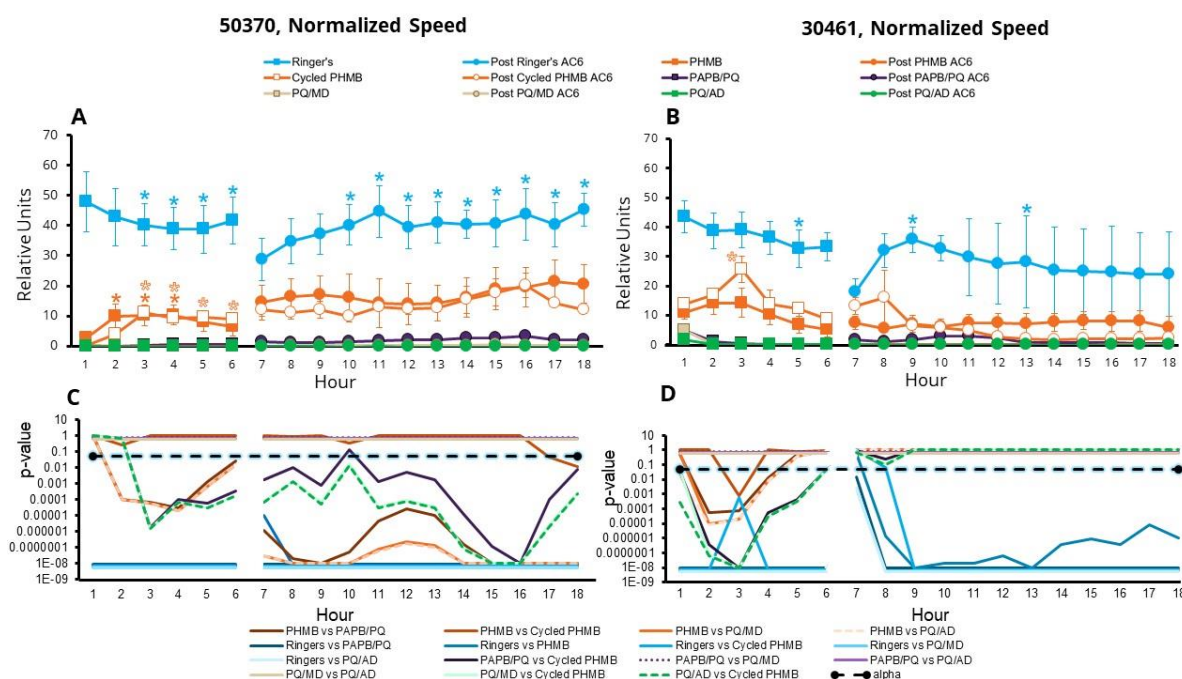 50370, Normalized Speed
30461, Normalized Speed
Ringer's
Post Ringer's AC6
PHMB
Post PHMB AC6
Cycled PHMB
Post Cycled PHMB AC6
PAPB/PQ
Post PAPB/PQ AC6
PQ/MD
Post PQ/MD AC6
PQ/AD
Post PQ/AD AC6
A
B
Relative Units
70
60
50
40
30
20
10
0
* * * * * * * * * * * * *
* * *
* * * *
1 2 3 4 5 6 7 8 9 10 11 12 13 14 15 16 17 18
Hour
Relative Units
70
60
50
40
30
20
10
0
* * *
*
1 2 3 4 5 6 7 8 9 10 11 12 13 14 15 16 17 18
Hour
C
D
p-value
10
1
0.1
0.01
0.001
0.0001
0.00001
0.0000001
1E-08
1E-09
1 2 3 4 5 6 7 8 9 10 11 12 13 14 15 16 17 18
Hour
p-value
10
1
0.1
0.01
0.001
0.0001
0.00001
0.0000001
1E-08
1E-09
1 2 3 4 5 6 7 8 9 10 11 12 13 14 15 16 17 18
Hour
PHMB vs PAPB/PQ
PHMB vs Cycled PHMB
PHMB vs PQ/MD
PHMB vs PQ/AD
Ringers vs PAPB/PQ
Ringers vs PHMB
Ringers vs Cycled PHMB
Ringers vs PQ/MD
Ringers vs PQ/AD
PAPB/PQ vs Cycled PHMB
PAPB/PQ vs PQ/MD
PAPB/PQ vs PQ/AD
PQ/MD vs PQ/AD
PQ/MD vs Cycled PHMB
PQ/AD vs Cycled PHMB
alpha